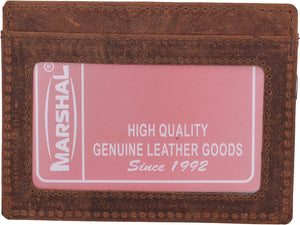 MARSHAL®
HIGH QUALITY
GENUINE LEATHER GOODS
Since 1992